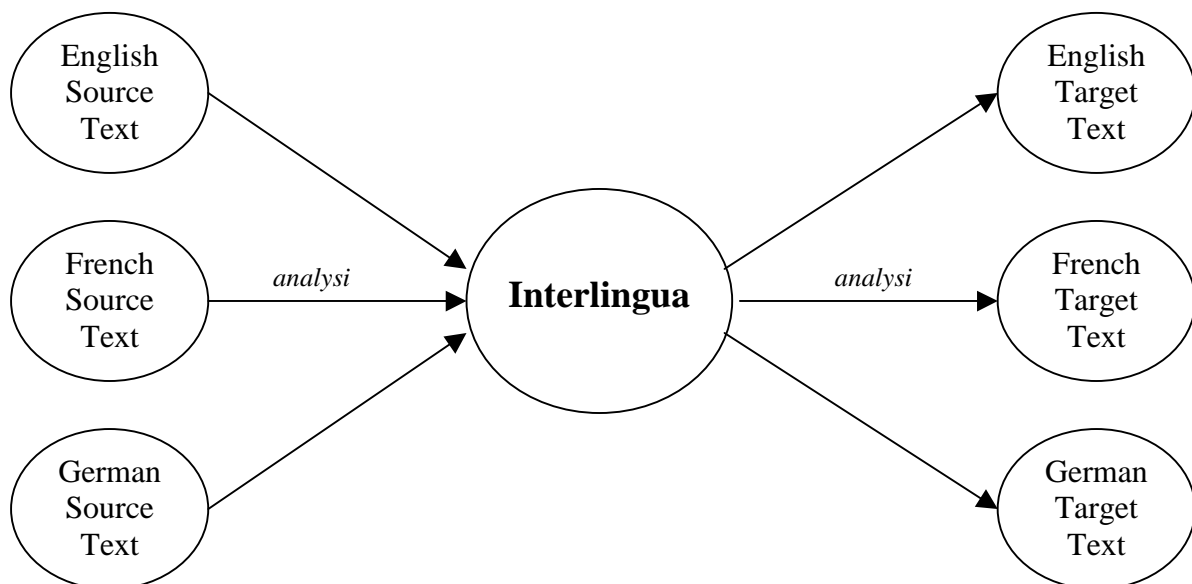 English
Source
Text
English
Target
Text
French
Source
Text
analysi
Interlingua
analysi
French
Target
Text
German
Source
Text
German
Target
Text